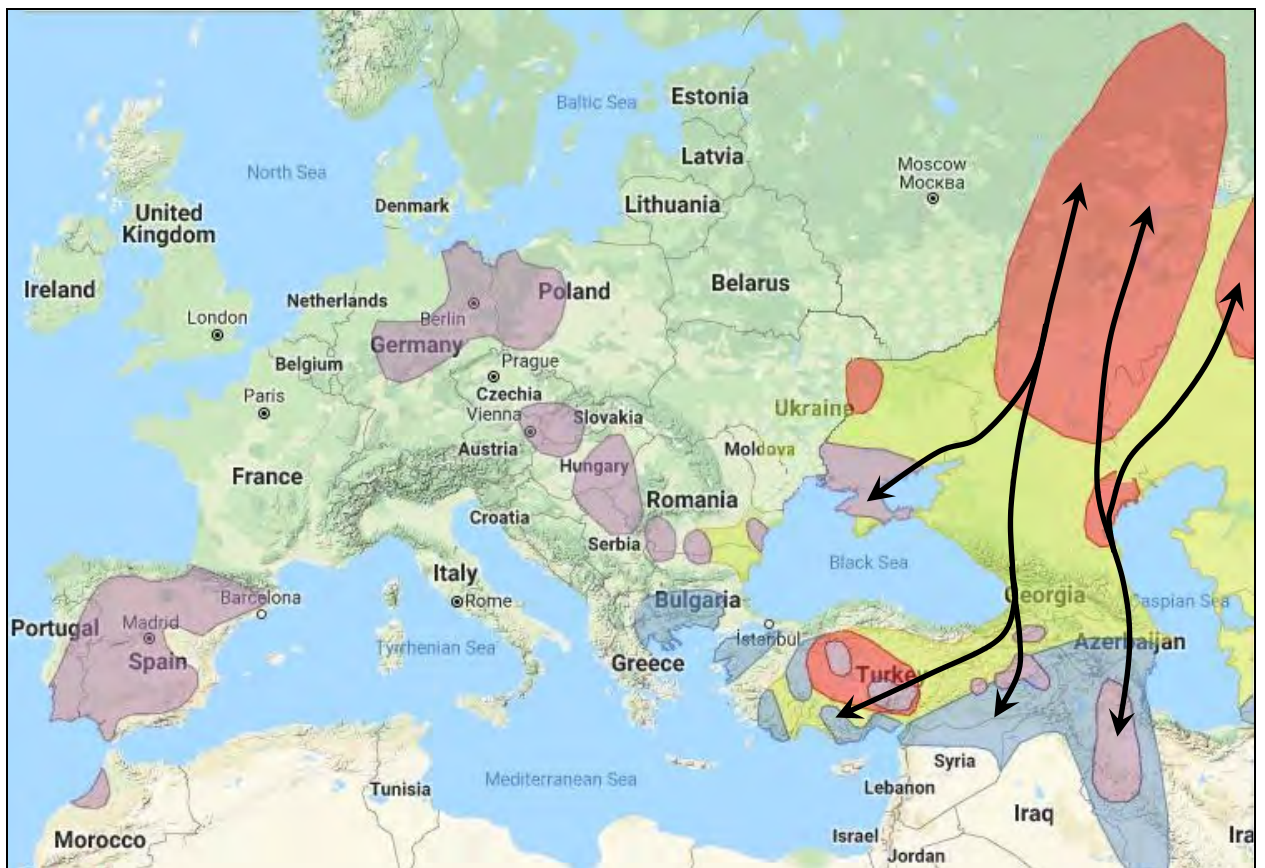 Baltic Sea
Estonia
Latvia
Moscow
Москва
North Sea
Denmark
Lithuania
United
Kingdom
Ireland
Netherlands
Poland
Belarus
London
Berlin
Germany
Belgium
Prague
Czechia
Paris
Vienna
Slovakia
Ukraine
Austria
Moldova
Hungary
France
Romania
Croatia
Serbia
Black Sea
Italy
Georgia
Barcelona
Rome
Bulgaria
Caspian Sea
Portugal
Madrid
Tyrrhenian Sea
İstanbul
Azerbaijan
Spain
Greece
Turkey
Mediterranean Sea
Tunisia
Syria
Lebanon
Iraq
Morocco
Israel
Jordan
Ira